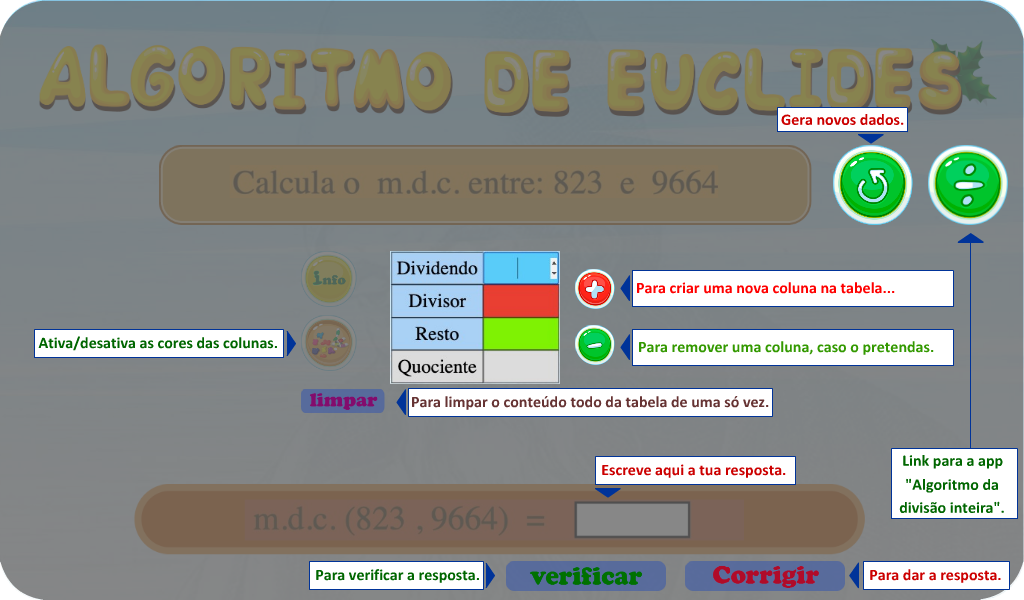 ALGORITMO DE EUCLIDES
Gera novos dados.
Calcula o m.d.c. entre: 823 e 9664
Info
Dividendo
Divisor
Resto
Quociente
Para criar uma nova coluna na tabela...
Ativa/desativa as cores das colunas.
Para remover uma coluna, caso o pretendas.
limpar
Para limpar o conteúdo todo da tabela de uma só vez.
Link para a app
"Algoritmo da
divisão inteira".
Escreve aqui a tua resposta.
m.d.c. (823 , 9664) =
Para verificar a resposta.
verificar
Corrigir
Para dar a resposta.